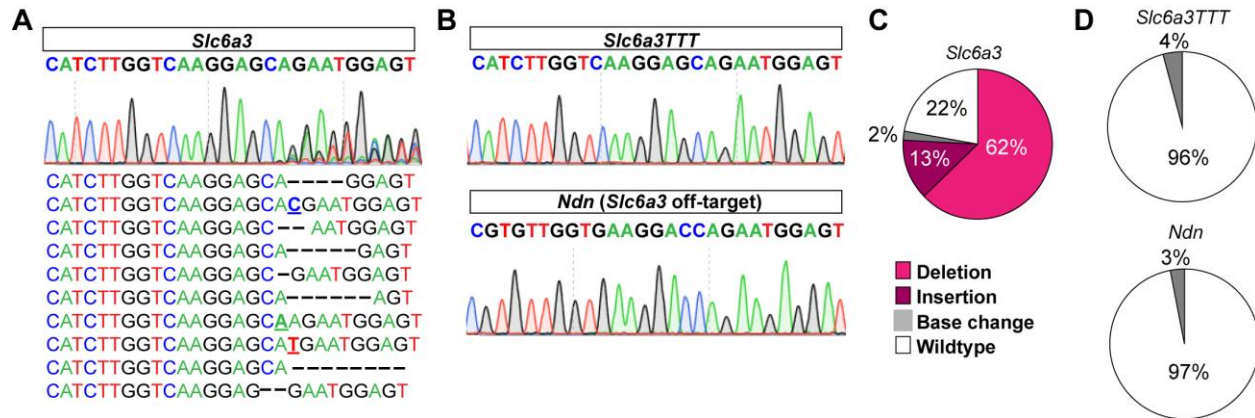 A
Slc6a3
CATCTTGGTCAAGGAGCAGAATGGAGT
CATCTTGGTCAAGGAGCA----GGAGT
CATCTTGGTCAAGGAGCACGAATGGAGT
CATCTTGGTCAAGGAGC-- AATGGAGT
CATCTTGGTCAAGGAGCA-----GAGT
CATCTTGGTCAAGGAGC-GAATGGAGT
CATCTTGGTCAAGGAGCA------AGT
CATCTTGGTCAAGGAGCAAGAATGGAGT
CATCTTGGTCAAGGAGCATGAATGGAGT
CATCTTGGTCAAGGAGCA---------
CATCTTGGTCAAGGAG--GAATGGAGT
B
Slc6a3TTT
CATCTTGGTCAAGGAGCAGAATGGAGT
Ndn (Slc6a3 off-target)
CGTGTTGGTGAAGGACCAGAATGGAGT
C
Slc6a3
22%
2%
13%
62%
Deletion
Insertion
Base change
Wildtype
D
Slc6a3TTT
4%
96%
Ndn
3%
97%